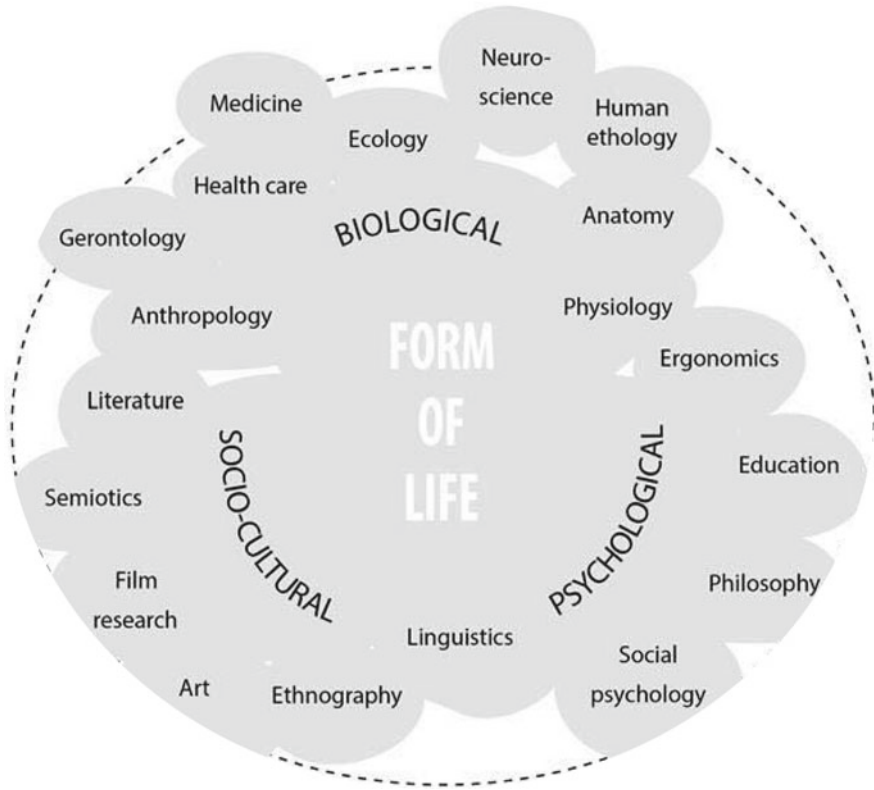 Neuro-
science
Medicine
Human
ethology
Ecology
Health care
Anatomy
Gerontology
BIOLOGICAL
Physiology
Anthropology
FORM
OF
LIFE
Ergonomics
Literature
SOCIO-CULTURAL
PSYCHOLOGICAL
Education
Semiotics
Film
research
Philosophy
Linguistics
Social
psychology
Art
Ethnography